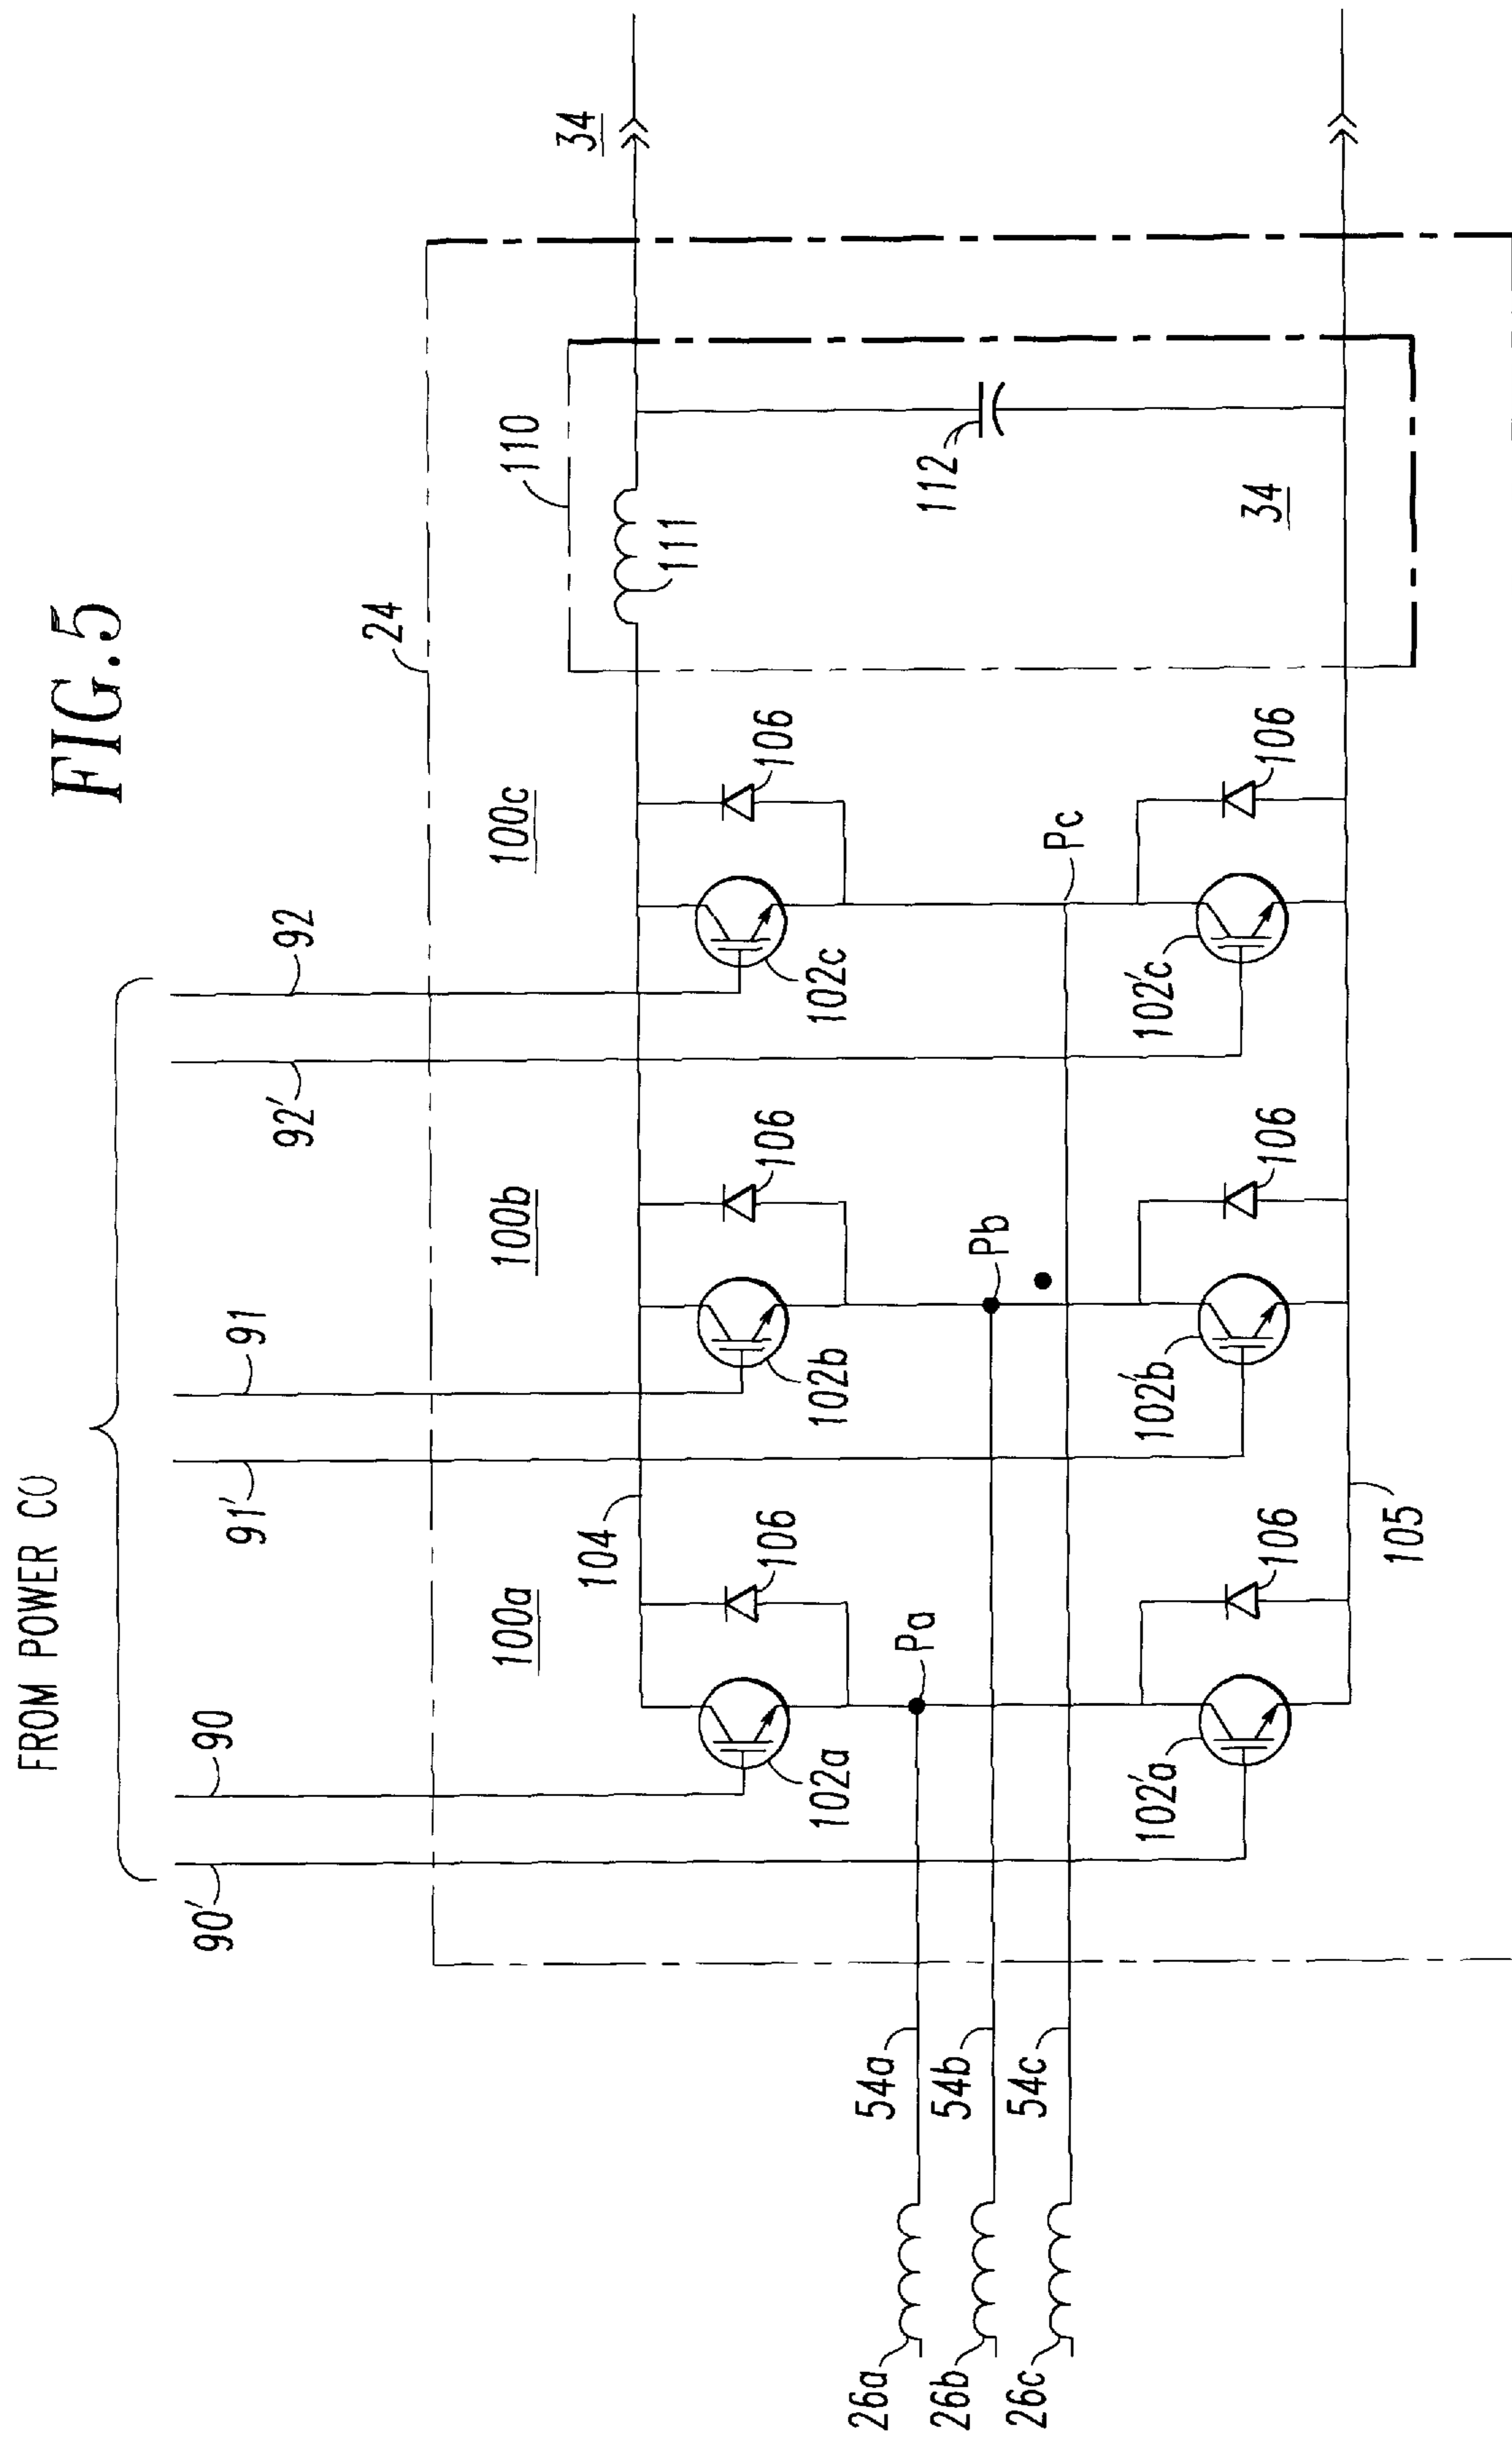 FIG.5
FROM POWER CO
90'
90
91'
91
92'
92
24
34
100a
100b
100c
110
104
111
106
106
106
102a
102b
102c
112
Pa
Pb
Pc
34
54a
54b
54c
26a
26b
26c
102'a
102'b
102'c
106
106
106
105